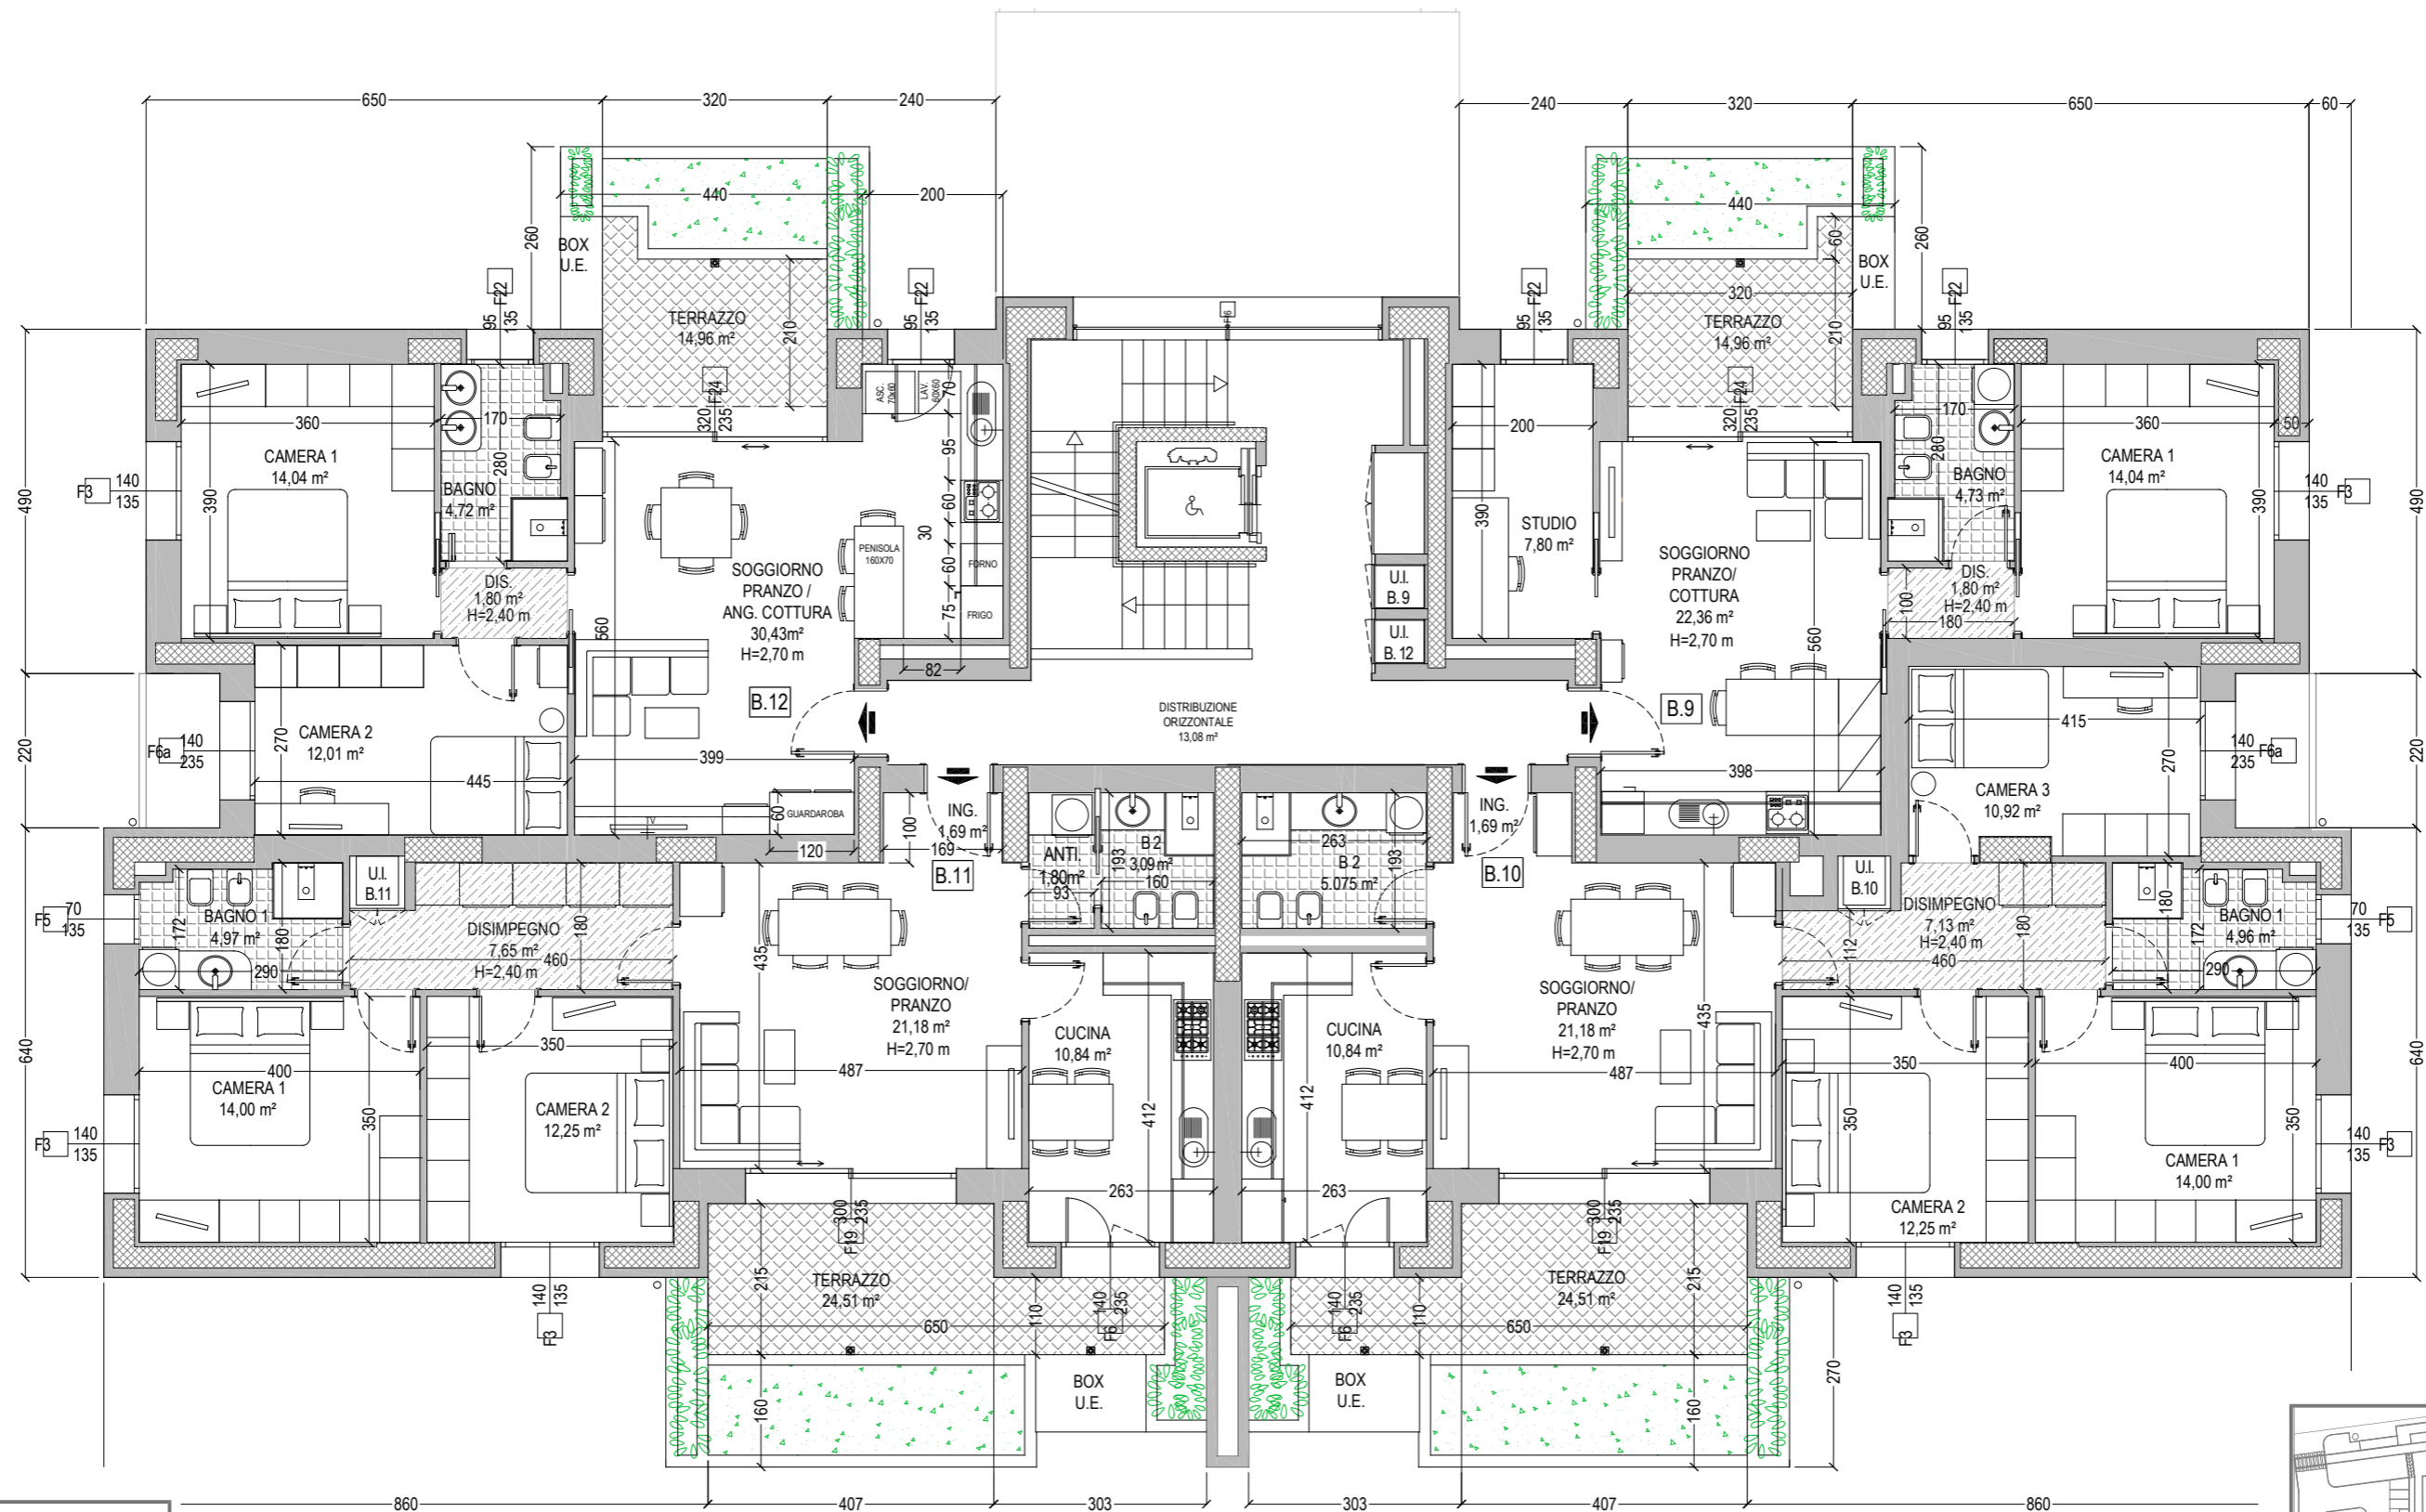 650
320
240
240
320
650
60
440
200
440
260
260
BOX
U.E.
BOX
U.E.
60
TERRAZZO
14,96 m²
210
320
TERRAZZO
14,96 m²
210
F22
95
135
F22
95
135
F16
F22
95
135
F22
95
135
F24
320
235
F24
320
235
490
F3
140
135
360
CAMERA 1
14,04 m²
390
170
280
BAGNO
4,72 m²
DIS.
1,80 m²
H=2,40 m
ASC.
70x60
LAV.
60X60
70
95
60
30
60
75
PENISOLA
160X70
FORNO
FRIGO
82
SOGGIORNO
PRANZO /
ANG. COTTURA
30,43m²
H=2,70 m
560
B.12
399
60
GUARDAROBA
120
TV
U.I.
B. 9
U.I.
B. 12
DISTRIBUZIONE
ORIZZONTALE
13,08 m²
200
390
STUDIO
7,80 m²
SOGGIORNO
PRANZO/
COTTURA
22,36 m²
H=2,70 m
560
B.9
398
170
280
BAGNO
4,73 m²
DIS.
1,80 m²
H=2,40 m
100
180
360
50
CAMERA 1
14,04 m²
390
140
135
F3
490
220
F6a
140
235
CAMERA 2
12,01 m²
270
445
415
CAMERA 3
10,92 m²
270
140
235
F6a
220
ING.
1,69 m²
100
169
B.11
ANTI.
1,80m²
93
193
B 2
3,09 m²
160
263
B 2
5.075 m²
193
ING.
1,69 m²
B.10
F5
70
135
172
BAGNO 1
4,97 m²
180
290
U.I.
B.11
DISIMPEGNO
7,65 m²
H=2,40 m
460
180
435
SOGGIORNO/
PRANZO
21,18 m²
H=2,70 m
487
CUCINA
10,84 m²
412
263
CUCINA
10,84 m²
412
263
SOGGIORNO/
PRANZO
21,18 m²
H=2,70 m
487
435
U.I.
B.10
112
DISIMPEGNO
7,13 m²
H=2,40 m
460
180
180
172
BAGNO 1
4,96 m²
290
70
135
F5
640
F3
140
135
400
CAMERA 1
14,00 m²
350
350
CAMERA 2
12,25 m²
350
350
CAMERA 2
12,25 m²
400
350
CAMERA 1
14,00 m²
140
135
F3
640
F3
140
135
F19
300
235
215
TERRAZZO
24,51 m²
650
110
F6
140
235
F6
140
235
110
650
TERRAZZO
24,51 m²
215
F19
300
235
F3
140
135
160
BOX
U.E.
BOX
U.E.
160
270
860
407
303
303
407
860